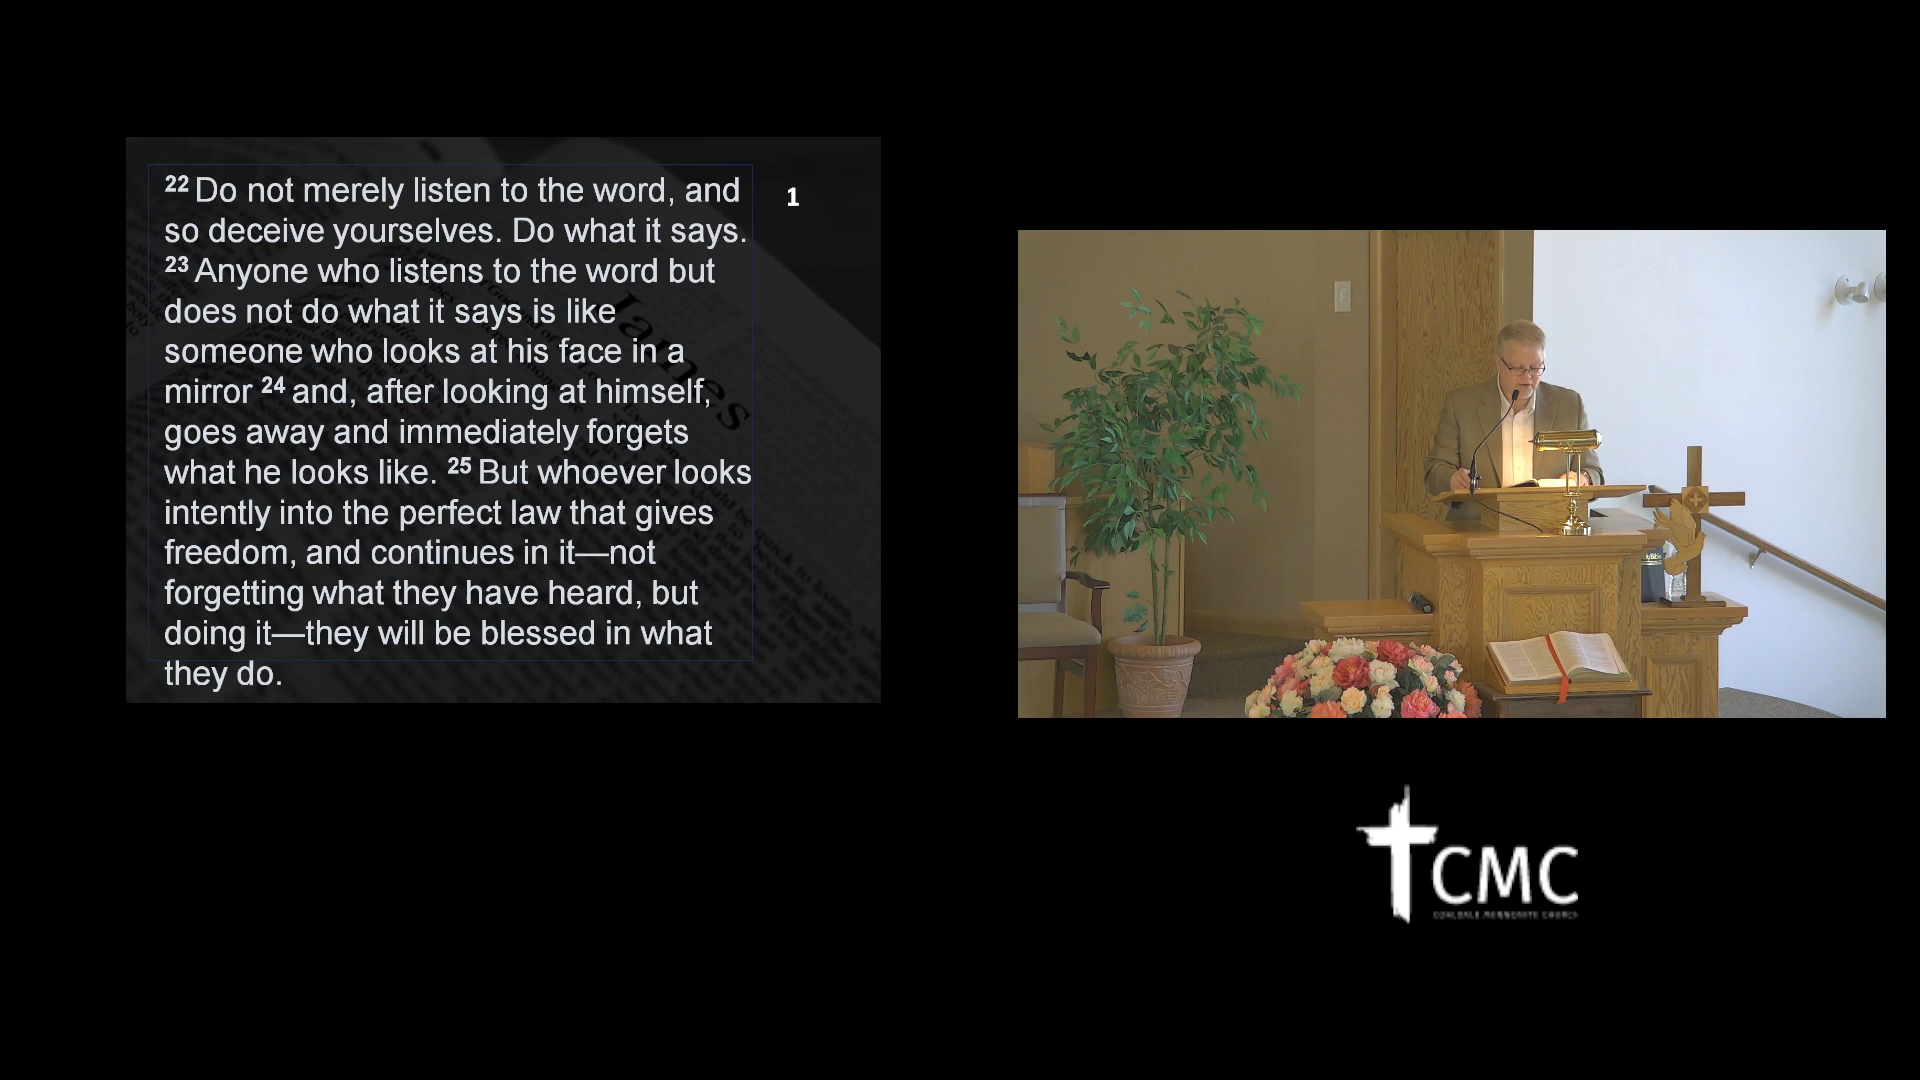 22 Do not merely listen to the word, and
so deceive yourselves. Do what it says.
23 Anyone who listens to the word but
does not do what it says is like
someone who looks at his face in a
mirror 24 and, after looking at himself,
goes away and immediately forgets
what he looks like. 25 But whoever looks
intently into the perfect law that gives
freedom, and continues in it—not
forgetting what they have heard, but
doing it—they will be blessed in what
they do.
1
James
CMC
COALDALE MENNONITE CHURCH